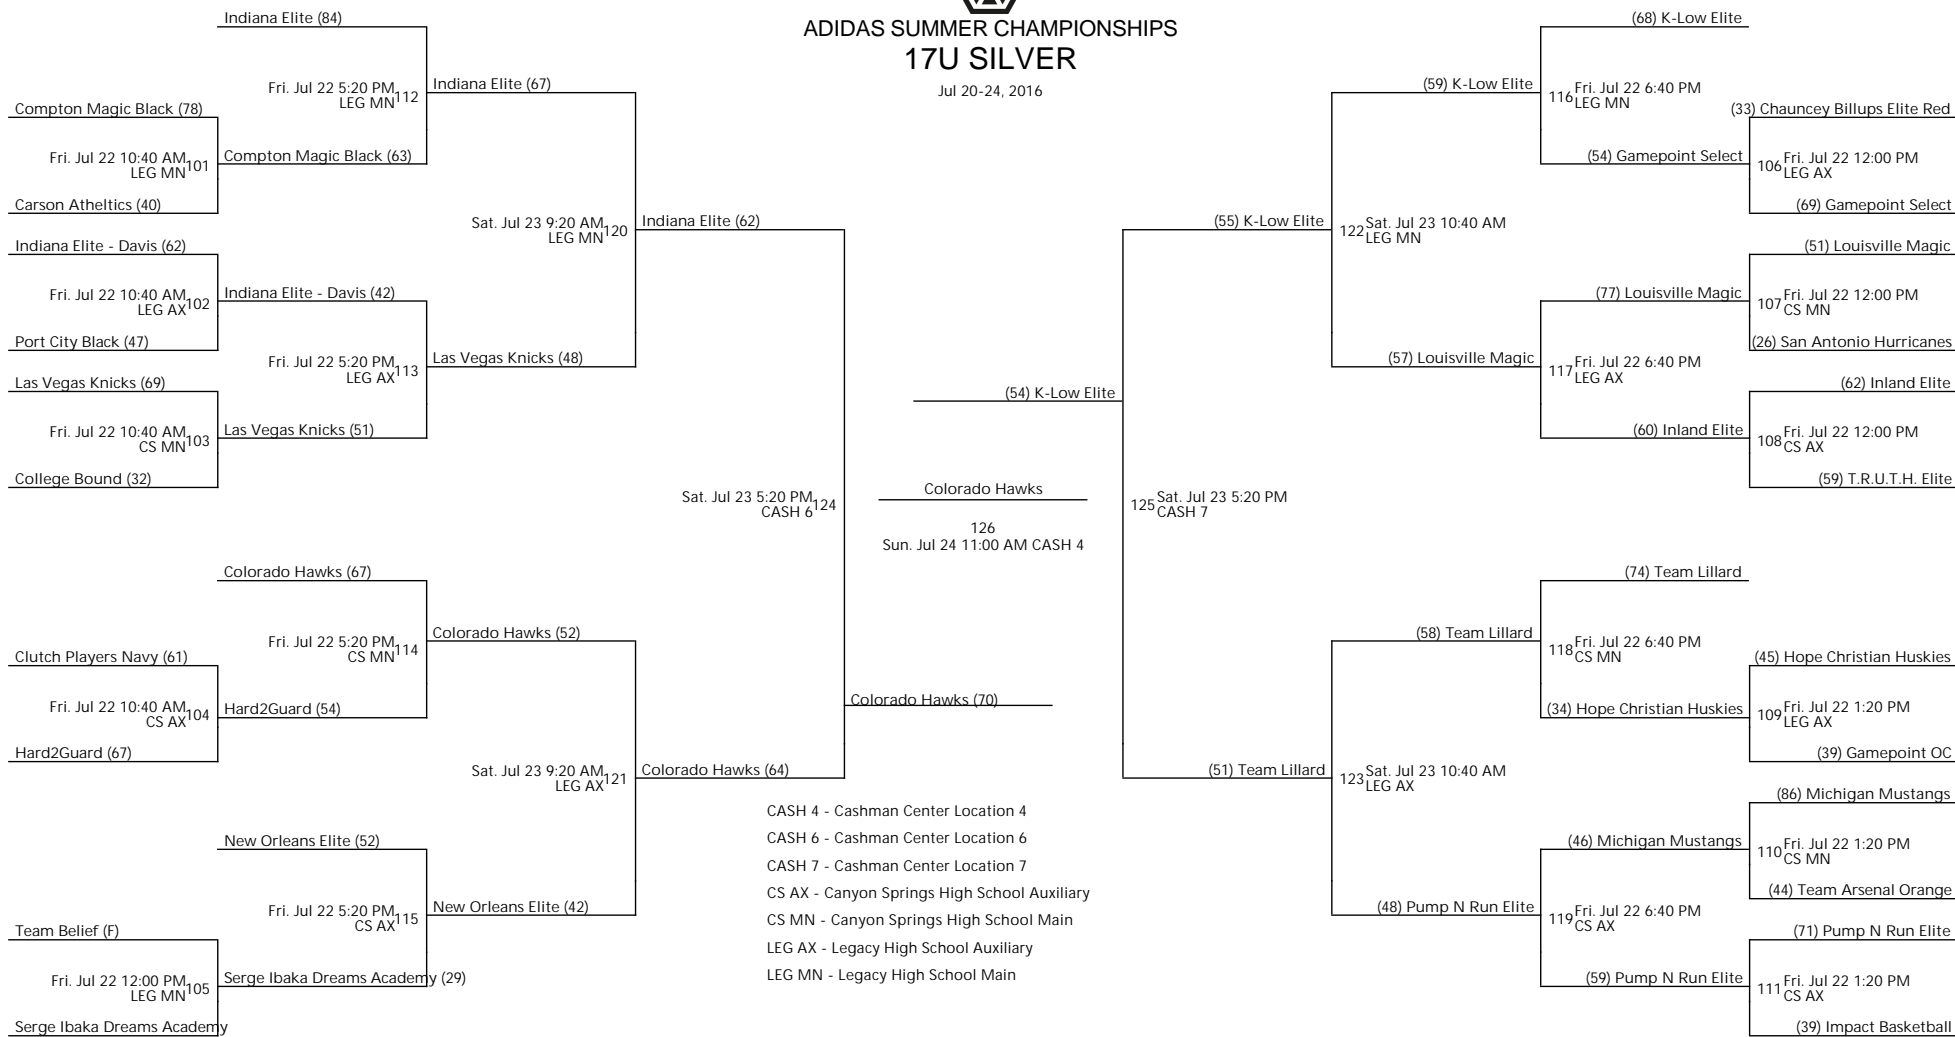 ADIDAS SUMMER CHAMPIONSHIPS
17U SILVER
Jul 20-24, 2016
Indiana Elite (84)
Fri. Jul 22 5:20 PM
LEG MN
112
Indiana Elite (67)
Compton Magic Black (78)
Fri. Jul 22 10:40 AM
LEG MN
101
Compton Magic Black (63)
Carson Atheltics (40)
Sat. Jul 23 9:20 AM
LEG MN
120
Indiana Elite (62)
Indiana Elite - Davis (62)
Fri. Jul 22 10:40 AM
LEG AX
102
Indiana Elite - Davis (42)
Port City Black (47)
Fri. Jul 22 5:20 PM
LEG AX
113
Las Vegas Knicks (48)
Las Vegas Knicks (69)
Fri. Jul 22 10:40 AM
CS MN
103
Las Vegas Knicks (51)
College Bound (32)
Sat. Jul 23 5:20 PM
CASH 6
124
Colorado Hawks (67)
Fri. Jul 22 5:20 PM
CS MN
114
Colorado Hawks (52)
Clutch Players Navy (61)
Fri. Jul 22 10:40 AM
CS AX
104
Hard2Guard (54)
Hard2Guard (67)
Colorado Hawks (70)
Sat. Jul 23 9:20 AM
LEG AX
121
Colorado Hawks (64)
New Orleans Elite (52)
Fri. Jul 22 5:20 PM
CS AX
115
New Orleans Elite (42)
Team Belief (F)
Fri. Jul 22 12:00 PM
LEG MN
105
Serge Ibaka Dreams Academy (29)
Serge Ibaka Dreams Academy
(54) K-Low Elite
Colorado Hawks
126
Sun. Jul 24 11:00 AM CASH 4
CASH 4 - Cashman Center Location 4
CASH 6 - Cashman Center Location 6
CASH 7 - Cashman Center Location 7
CS AX - Canyon Springs High School Auxiliary
CS MN - Canyon Springs High School Main
LEG AX - Legacy High School Auxiliary
LEG MN - Legacy High School Main
(68) K-Low Elite
(59) K-Low Elite
116
Fri. Jul 22 6:40 PM
LEG MN
(33) Chauncey Billups Elite Red
(54) Gamepoint Select
106
Fri. Jul 22 12:00 PM
LEG AX
(69) Gamepoint Select
(55) K-Low Elite
122
Sat. Jul 23 10:40 AM
LEG MN
(51) Louisville Magic
(77) Louisville Magic
107
Fri. Jul 22 12:00 PM
CS MN
(26) San Antonio Hurricanes
(57) Louisville Magic
117
Fri. Jul 22 6:40 PM
LEG AX
(62) Inland Elite
(60) Inland Elite
108
Fri. Jul 22 12:00 PM
CS AX
(59) T.R.U.T.H. Elite
125
Sat. Jul 23 5:20 PM
CASH 7
(74) Team Lillard
(58) Team Lillard
118
Fri. Jul 22 6:40 PM
CS MN
(45) Hope Christian Huskies
(34) Hope Christian Huskies
109
Fri. Jul 22 1:20 PM
LEG AX
(39) Gamepoint OC
(51) Team Lillard
123
Sat. Jul 23 10:40 AM
LEG AX
(86) Michigan Mustangs
(46) Michigan Mustangs
110
Fri. Jul 22 1:20 PM
CS MN
(44) Team Arsenal Orange
(48) Pump N Run Elite
119
Fri. Jul 22 6:40 PM
CS AX
(71) Pump N Run Elite
(59) Pump N Run Elite
111
Fri. Jul 22 1:20 PM
CS AX
(39) Impact Basketball